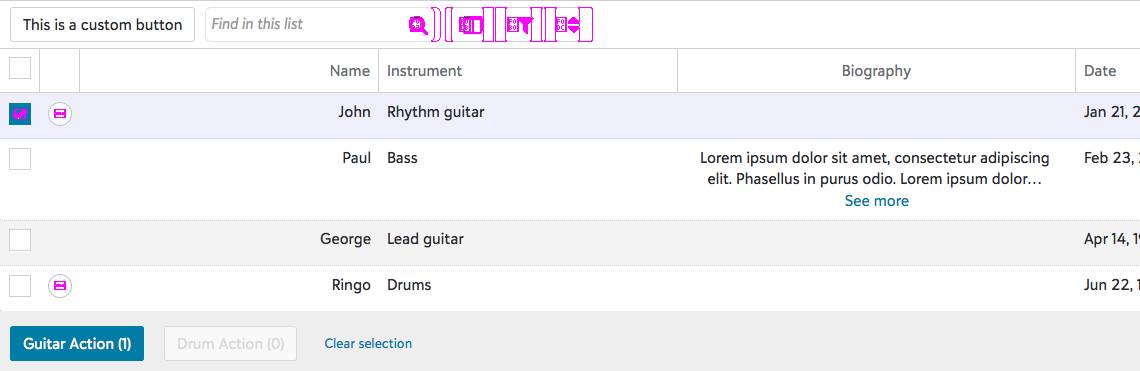 This is a custom button
Find in this list
Name Instrument Biography Date
John Rhythm guitar Jan 21, 2
Paul Bass Lorem ipsum dolor sit amet, consectetur adipiscing Feb 23,
elit. Phasellus in purus odio. Lorem ipsum dolor…
See more
George Lead guitar Apr 14, 19
Ringo Drums Jun 22, 1
Guitar Action (1) Drum Action (0) Clear selection